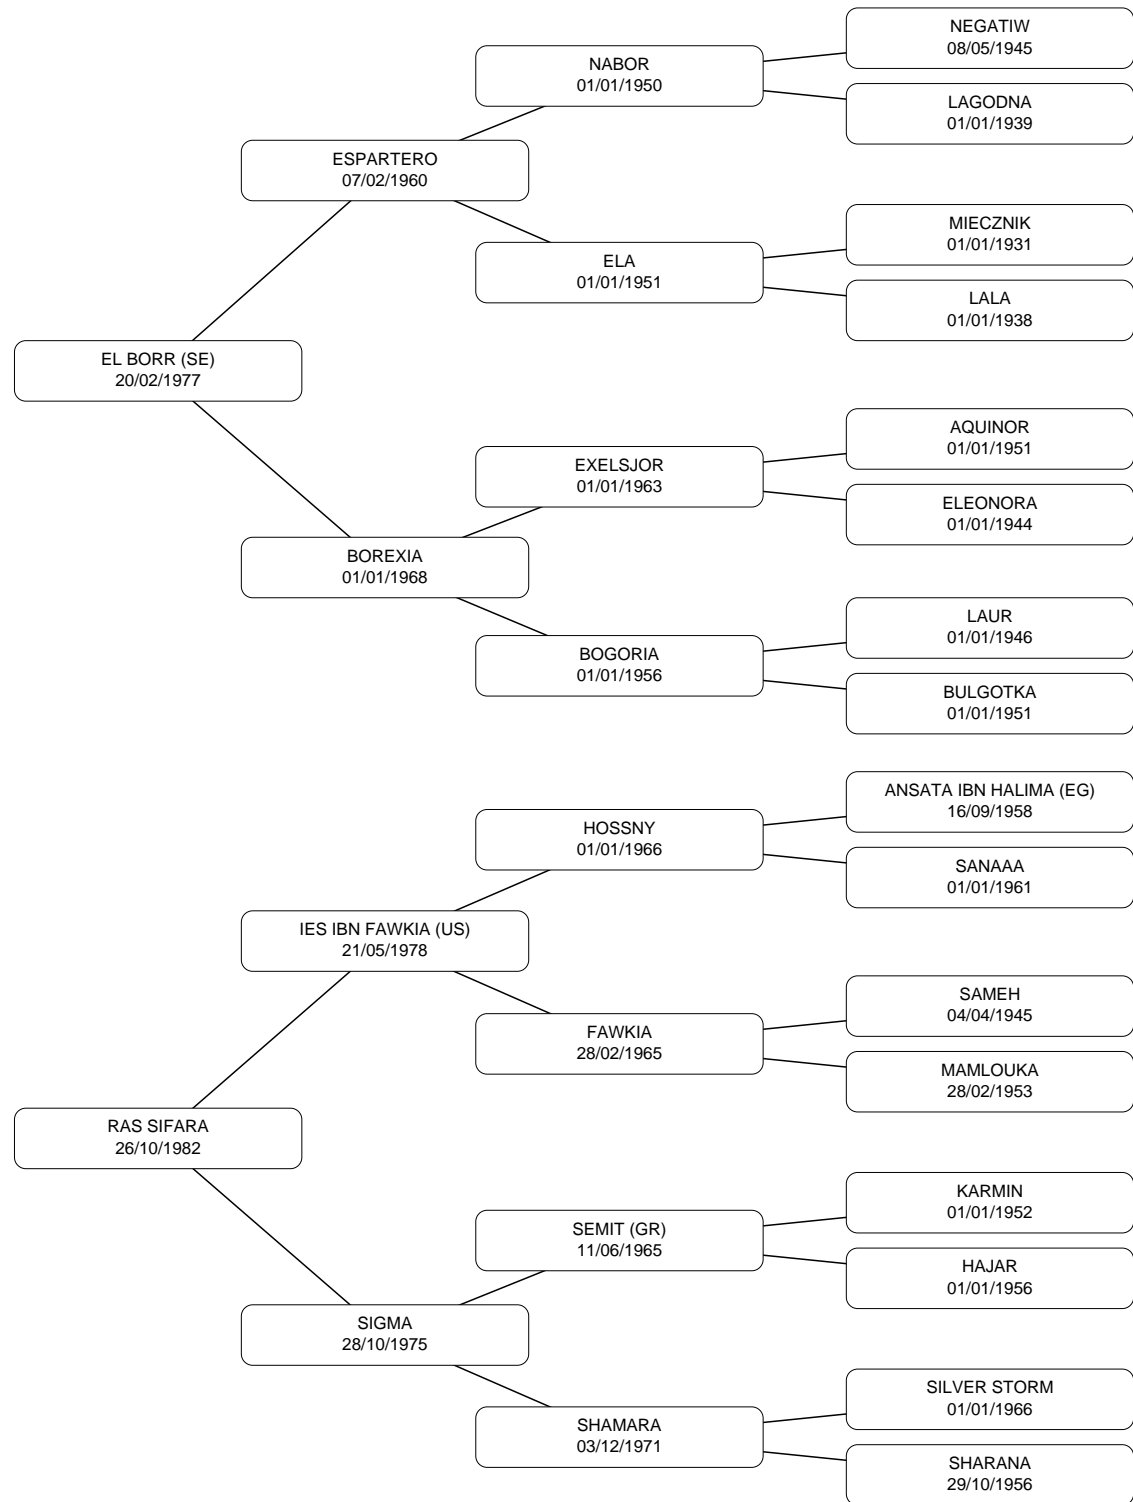 NEGATIW
08/05/1945
NABOR
01/01/1950
LAGODNA
01/01/1939
ESPARTERO
07/02/1960
MIECZNIK
01/01/1931
ELA
01/01/1951
LALA
01/01/1938
EL BORR (SE)
20/02/1977
AQUINOR
01/01/1951
EXELSJOR
01/01/1963
ELEONORA
01/01/1944
BOREXIA
01/01/1968
LAUR
01/01/1946
BOGORIA
01/01/1956
BULGOTKA
01/01/1951
ANSATA IBN HALIMA (EG)
16/09/1958
HOSSNY
01/01/1966
SANAAA
01/01/1961
IES IBN FAWKIA (US)
21/05/1978
SAMEH
04/04/1945
FAWKIA
28/02/1965
MAMLOUKA
28/02/1953
RAS SIFARA
26/10/1982
KARMIN
01/01/1952
SEMIT (GR)
11/06/1965
HAJAR
01/01/1956
SIGMA
28/10/1975
SILVER STORM
01/01/1966
SHAMARA
03/12/1971
SHARANA
29/10/1956